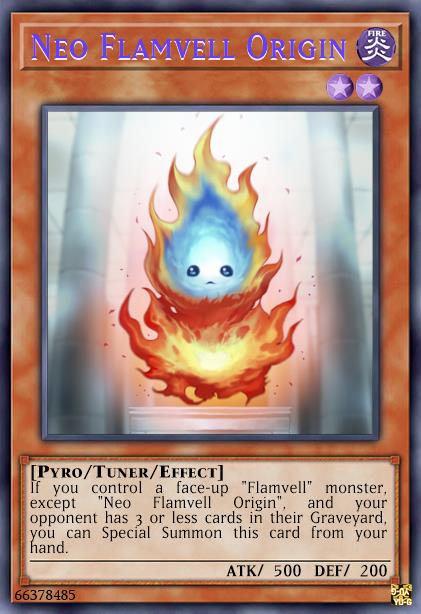 Neo Flamvell Origin
FIRE
炎
[Pyro/Tuner/Effect]
If you control a face-up "Flamvell" monster,
except "Neo Flamvell Origin", and your
opponent has 3 or less cards in their Graveyard,
you can Special Summon this card from your
hand.
ATK/ 500 DEF/ 200
66378485